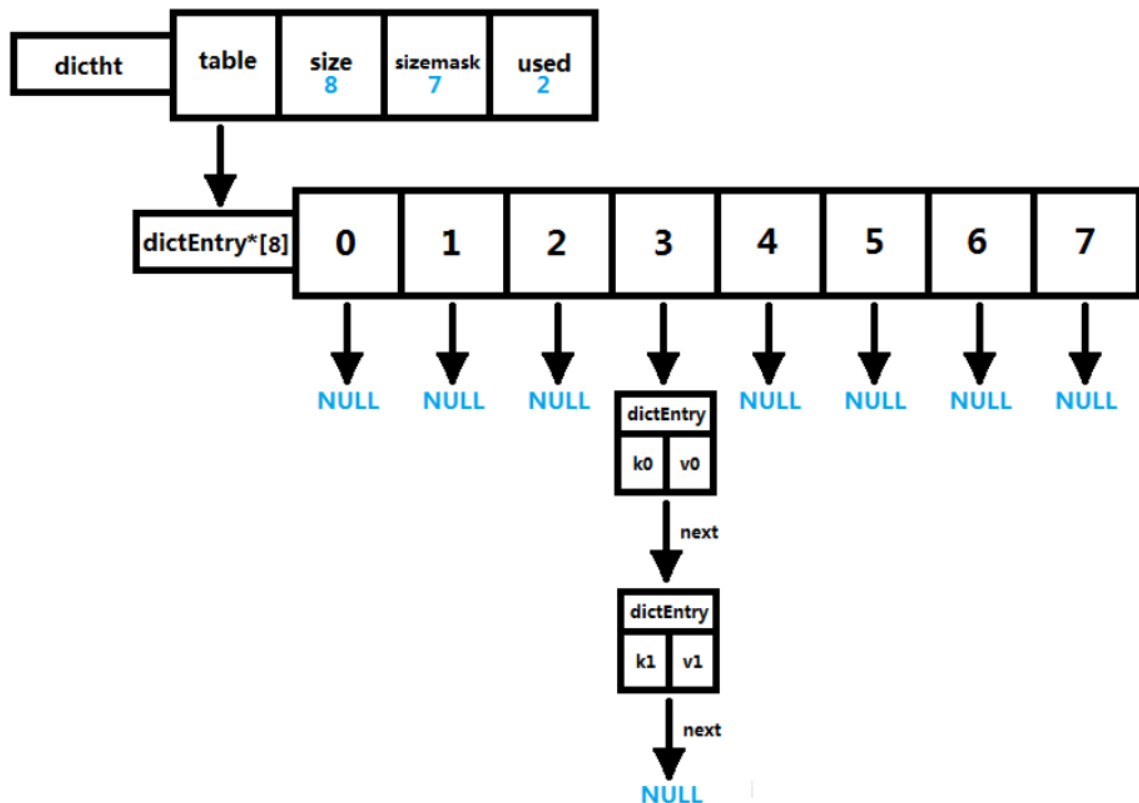 dictht
table
size
8
sizemask
7
used
2
dictEntry*[8]
0
1
2
3
4
5
6
7
NULL
NULL
NULL
NULL
NULL
NULL
NULL
dictEntry
k0
v0
next
dictEntry
k1
v1
next
NULL